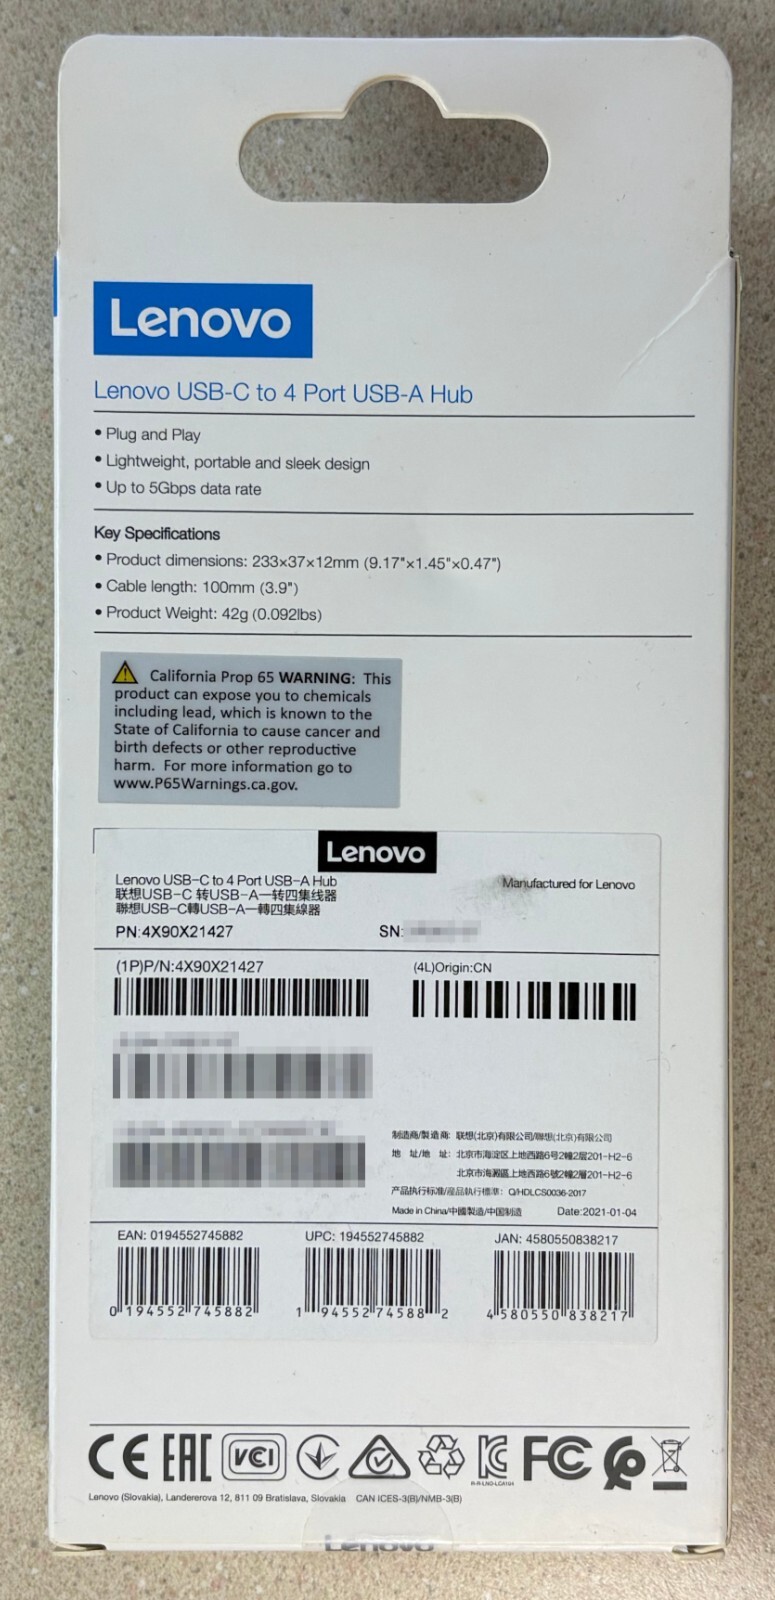 Lenovo
Lenovo USB-C to 4 Port USB-A Hub
• Plug and Play
• Lightweight, portable and sleek design
• Up to 5Gbps data rate
Key Specifications
• Product dimensions: 233×37×12mm (9.17"×1.45"×0.47")
• Cable length: 100mm (3.9")
• Product Weight: 42g (0.092lbs)
California Prop 65 WARNING: This
product can expose you to chemicals
including lead, which is known to the
State of California to cause cancer and
birth defects or other reproductive
harm. For more information go to
www.P65Warnings.ca.gov.
Lenovo
Lenovo USB-C to 4 Port USB-A Hub
Manufactured for Lenovo
联想USB-C 转USB-A一转四集线器
聯想USB-C轉USB-A一轉四集線器
PN:4X90X21427
SN:
(1P)P/N:4X90X21427
(4L)Origin:CN
制造商/製造商: 联想(北京)有限公司/聯想(北京)有限公司
地 址/地 址: 北京市海淀区上地西路6号2幢2层201-H2-6
北京市海澱區上地西路6號2幢2層201-H2-6
产品执行标准/產品執行標準: Q/HDLCS0036-2017
Made in China/中國製造/中国制造 Date:2021-01-04
EAN: 0194552745882
UPC: 194552745882
JAN: 4580550838217
0 194552 745882
1 94552 74588 2
4 580550 838217
CE EAC VCCI KC FC
Lenovo (Slovakia), Landererova 12, 811 09 Bratislava, Slovakia CAN ICES-3(B)/NMB-3(B)
Lenovo